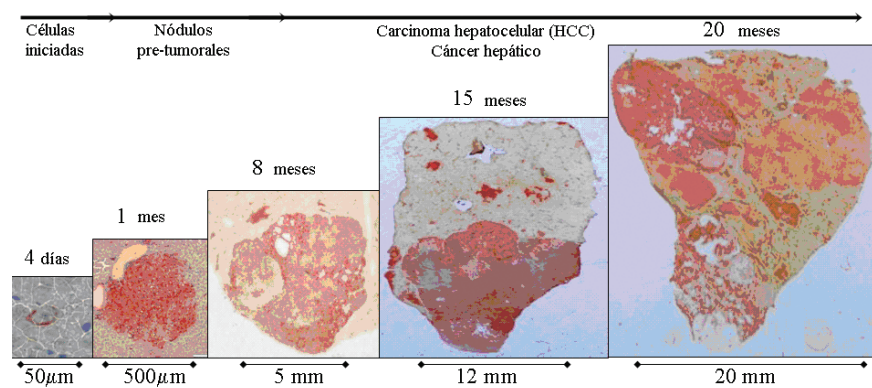 Células
iniciadas
Nódulos
pre-tumorales
Carcinoma hepatocelular (HCC)
Cáncer hepático
20 meses
15 meses
8 meses
1 mes
4 días
50µm
500µm
5 mm
12 mm
20 mm